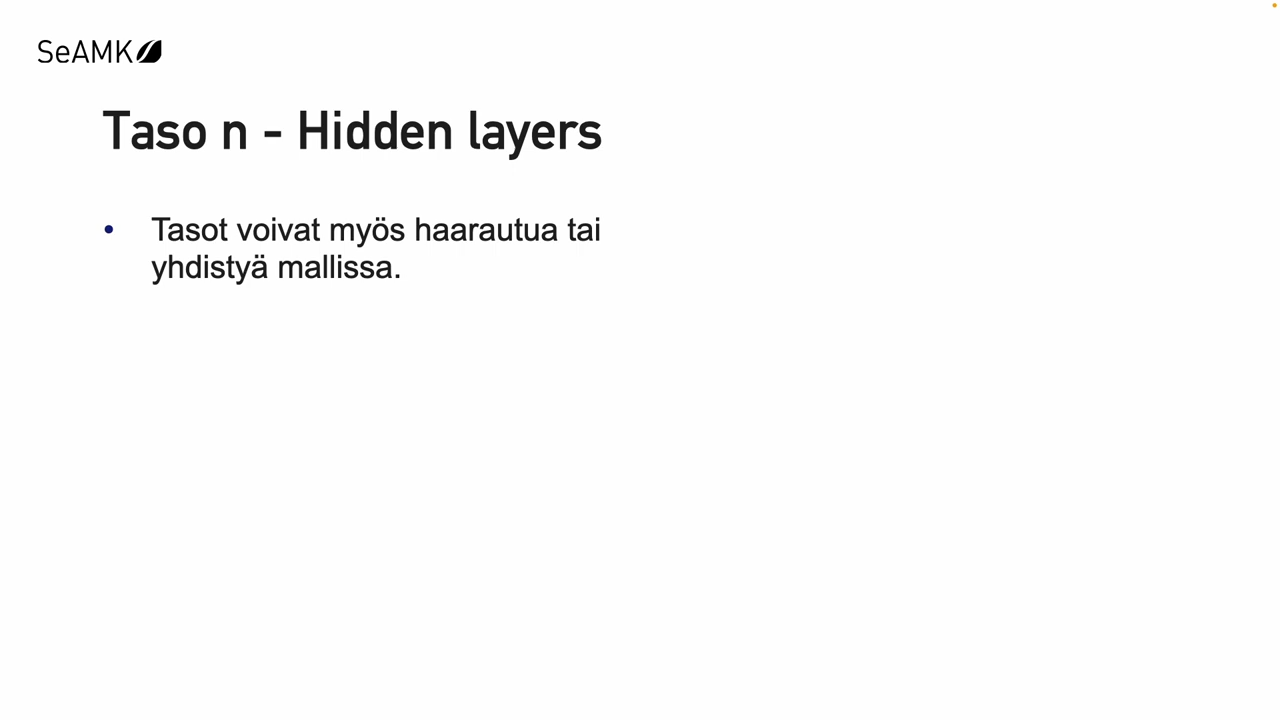 SeAMK
Taso n - Hidden layers
• Tasot voivat myös haarautua tai
yhdistyä mallissa.